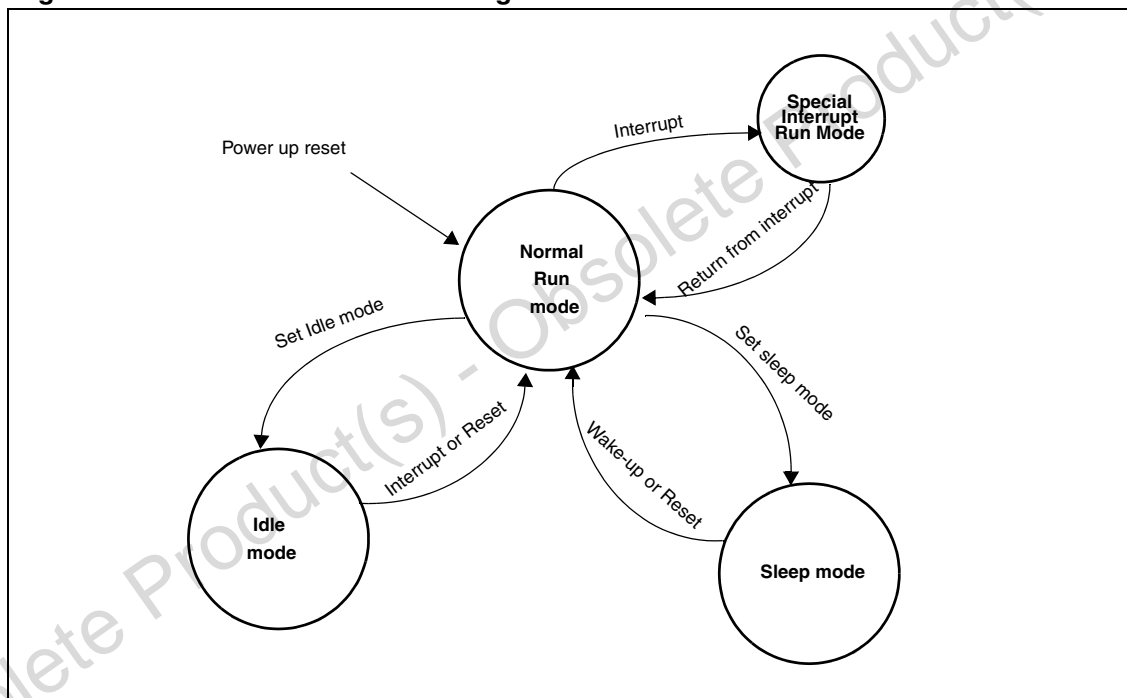 Power up reset
Interrupt
Special
Interrupt
Run Mode
Return from interrupt
Normal
Run
mode
Set Idle mode
Set sleep mode
Interrupt or Reset
Wake-up or Reset
Idle
mode
Sleep mode
Product(s) - Obsolete Product(